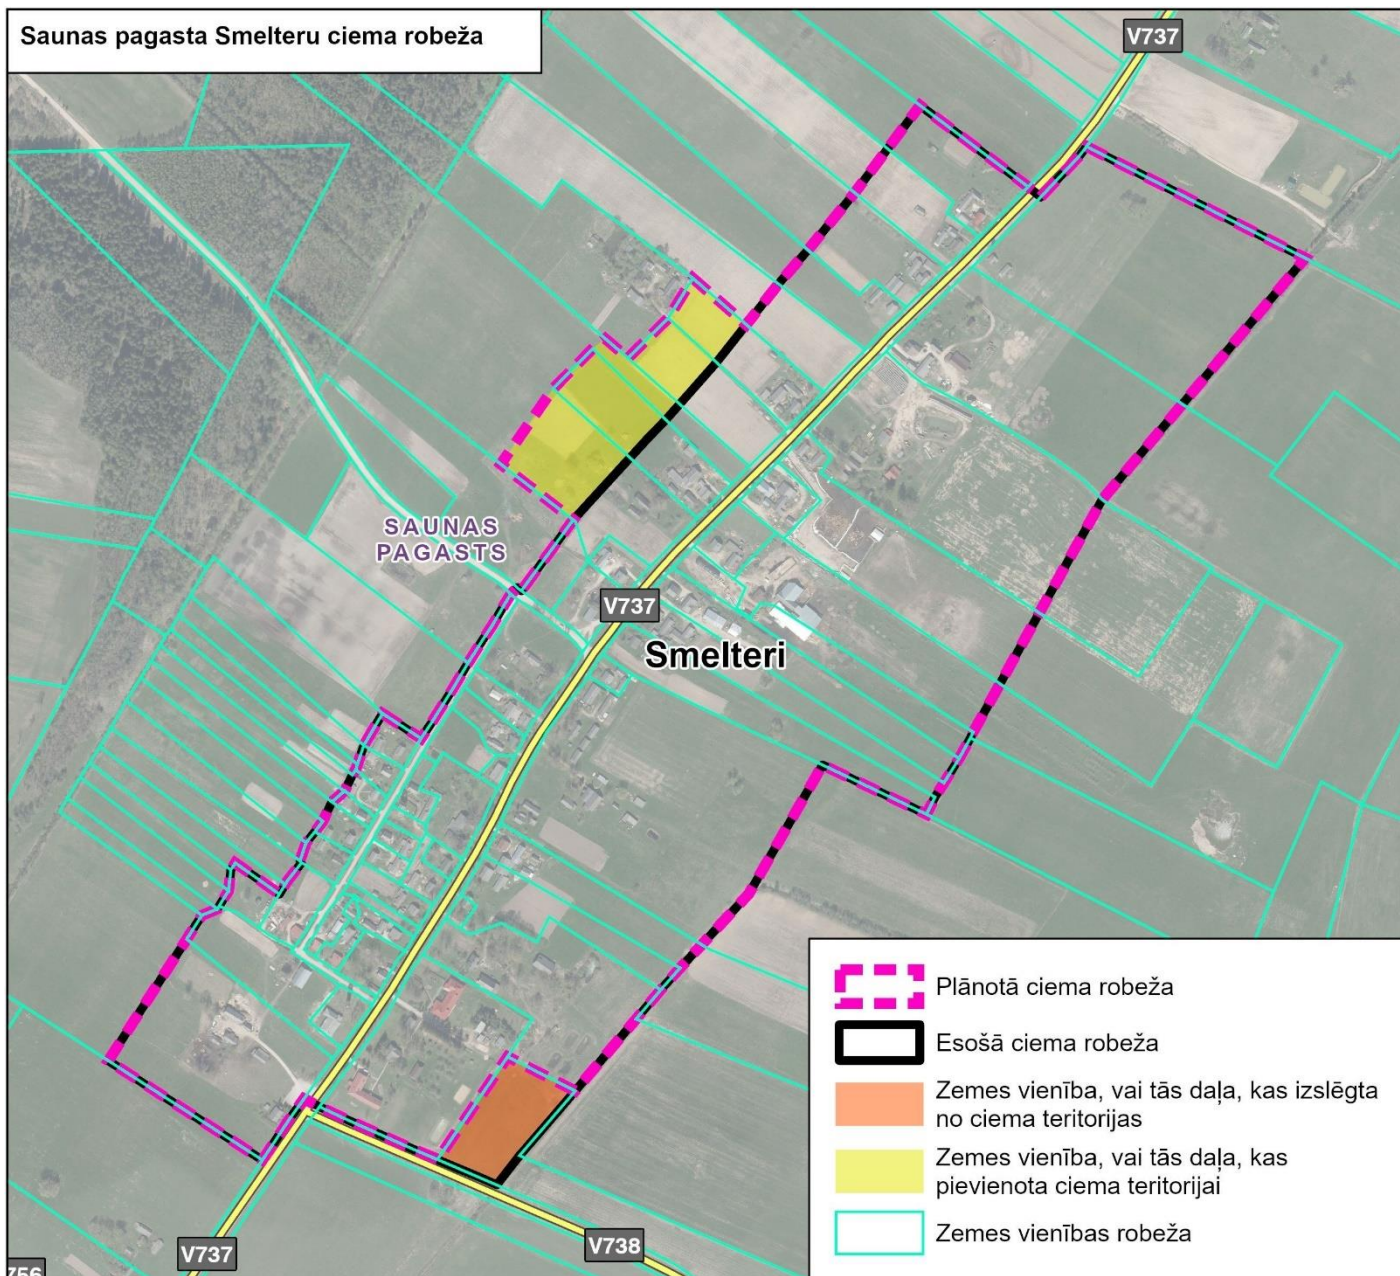 Saunas pagasta Smelteru ciema robeža
V737
SAUNAS
PAGASTS
V737
Smelteri
Plānotā ciema robeža
Esošā ciema robeža
Zemes vienība, vai tās daļa, kas izslēgta
no ciema teritorijas
Zemes vienība, vai tās daļa, kas
pievienota ciema teritorijai
Zemes vienības robeža
V737
V738
756